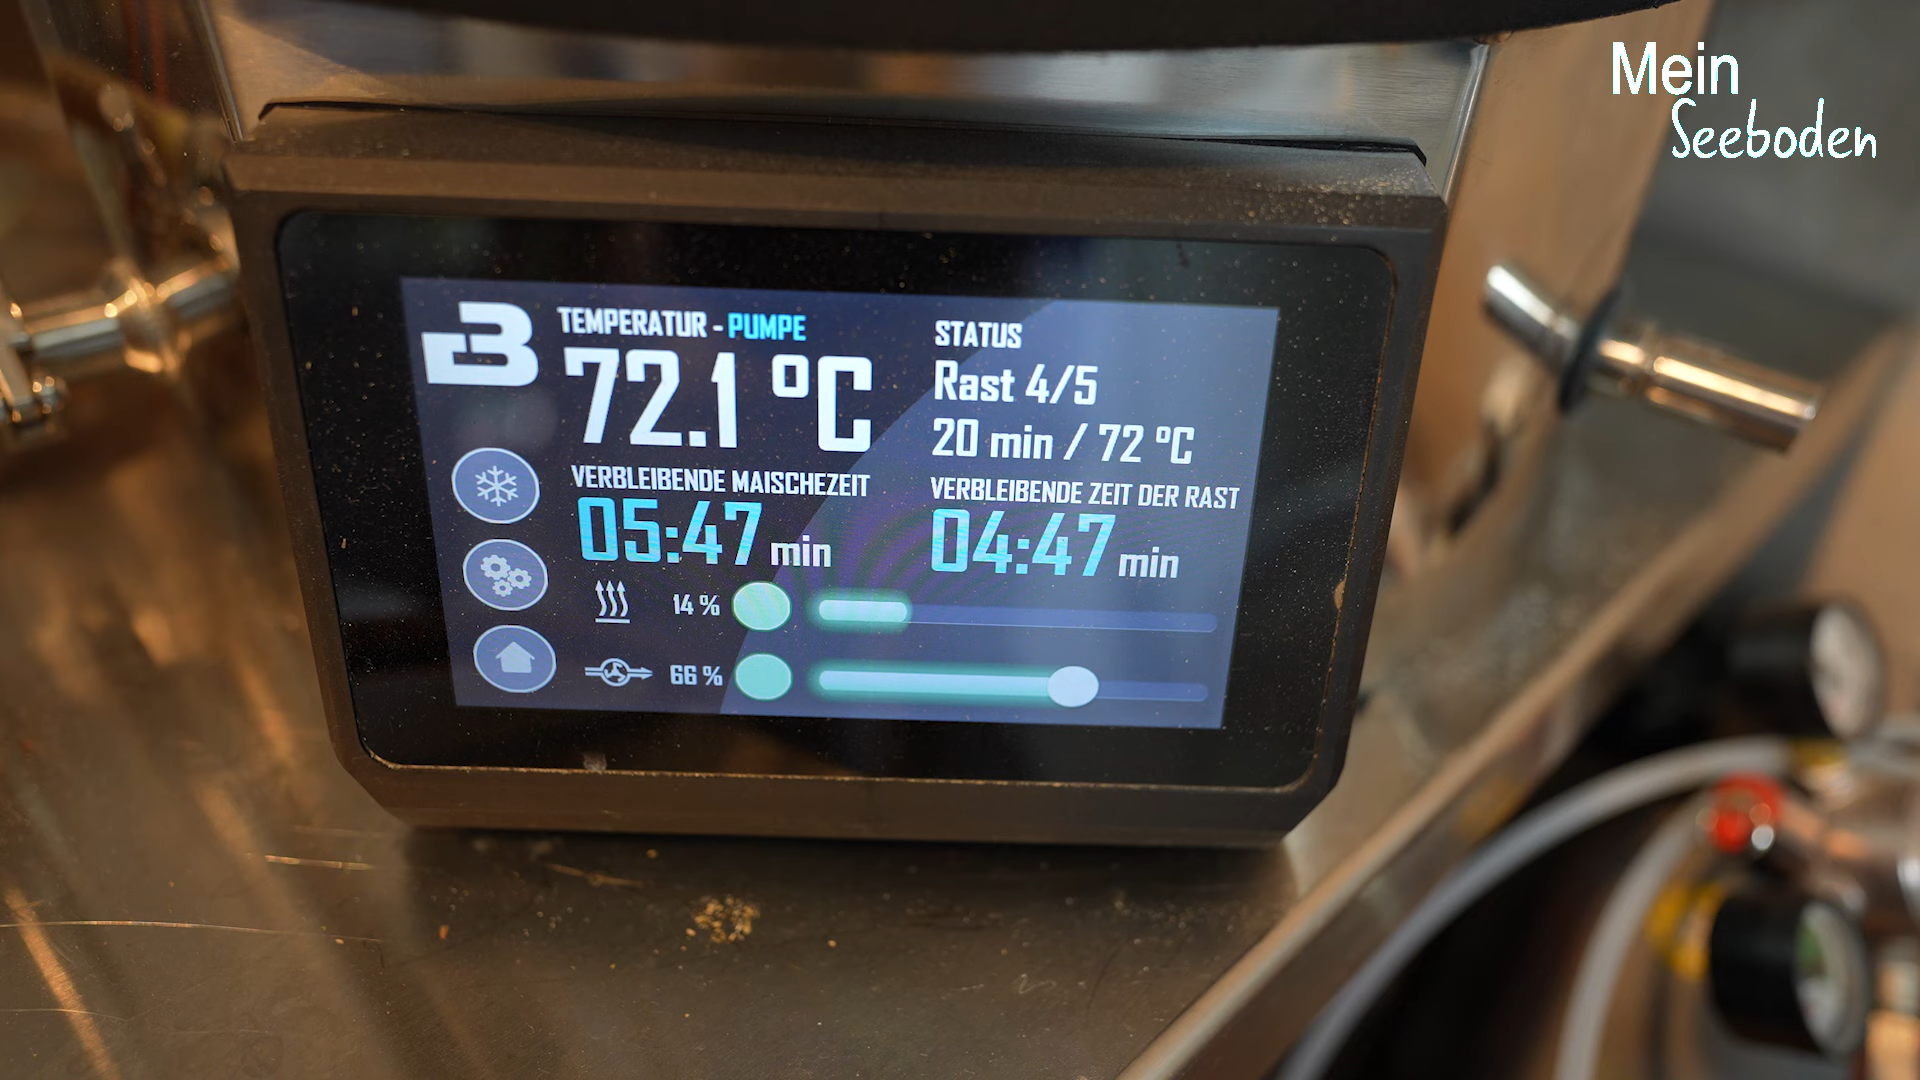 Mein
Seeboden
B
TEMPERATUR - PUMPE
72.1 °C
STATUS
Rast 4/5
20 min / 72 °C
VERBLEIBENDE MAISCHEZEIT
05:47 min
VERBLEIBENDE ZEIT DER RAST
04:47 min
14 %
66 %